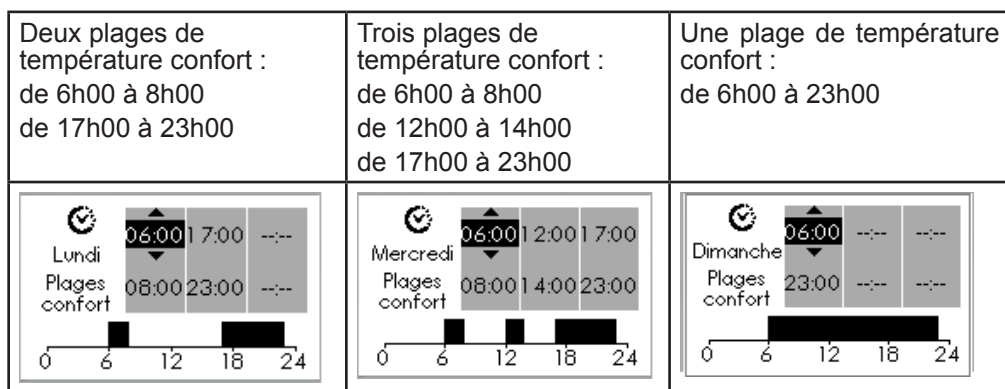 Deux plages de
température confort :
de 6h00 à 8h00
de 17h00 à 23h00
Trois plages de
température confort :
de 6h00 à 8h00
de 12h00 à 14h00
de 17h00 à 23h00
Une plage de température
confort :
de 6h00 à 23h00
06:00 17:00 --:--
Lundi
Plages
confort
08:00 23:00 --:--
0 6 12 18 24
06:00 12:00 17:00
Mercredi
Plages
confort
08:00 14:00 23:00
0 6 12 18 24
06:00 --:-- --:--
Dimanche
Plages
confort
23:00 --:-- --:--
0 6 12 18 24